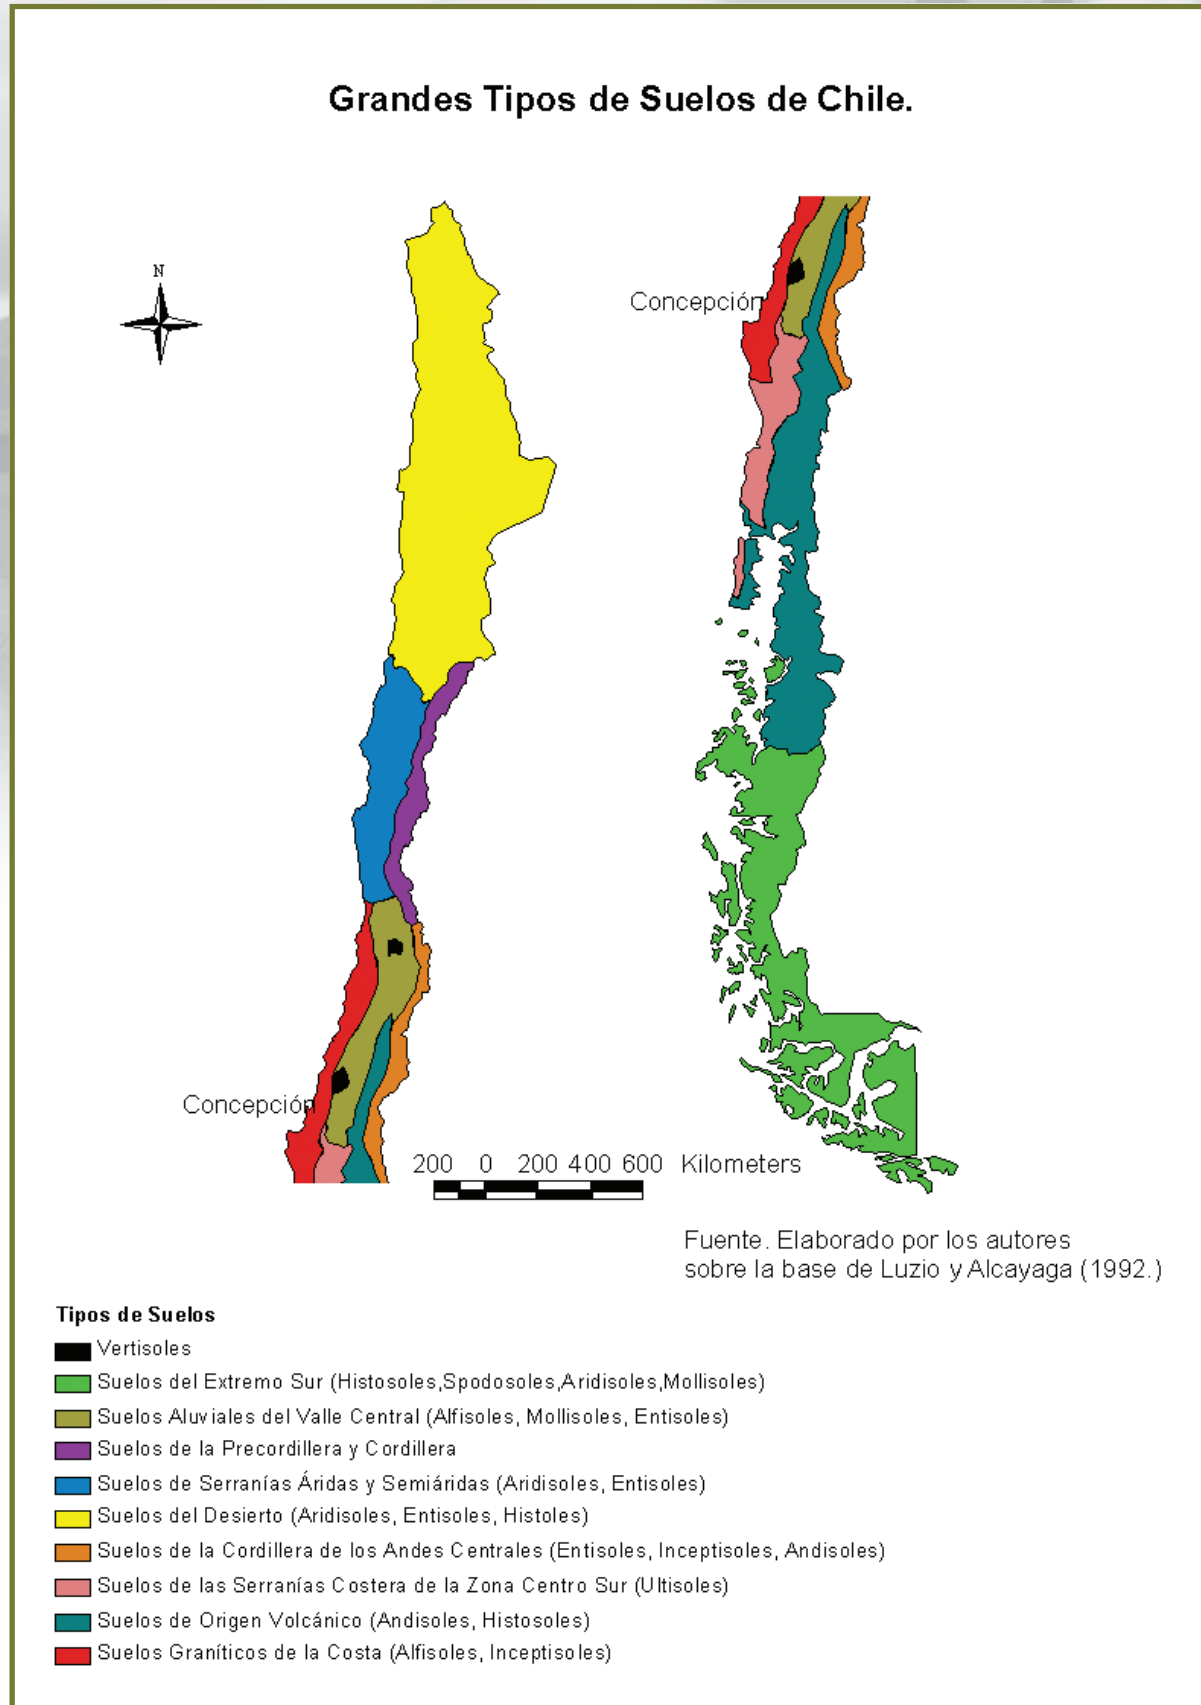 Grandes Tipos de Suelos de Chile.
N
Concepción
Concepción
200 0 200 400 600 Kilometers
Fuente. Elaborado por los autores
sobre la base de Luzio y Alcayaga (1992.)
Tipos de Suelos
Vertisoles
Suelos del Extremo Sur (Histosoles,Spodosoles,Aridisoles,Mollisoles)
Suelos Aluviales del Valle Central (Alfisoles, Mollisoles, Entisoles)
Suelos de la Precordillera y Cordillera
Suelos de Serranías Áridas y Semiáridas (Aridisoles, Entisoles)
Suelos del Desierto (Aridisoles, Entisoles, Histoles)
Suelos de la Cordillera de los Andes Centrales (Entisoles, Inceptisoles, Andisoles)
Suelos de las Serranías Costera de la Zona Centro Sur (Ultisoles)
Suelos de Origen Volcánico (Andisoles, Histosoles)
Suelos Graníticos de la Costa (Alfisoles, Inceptisoles)